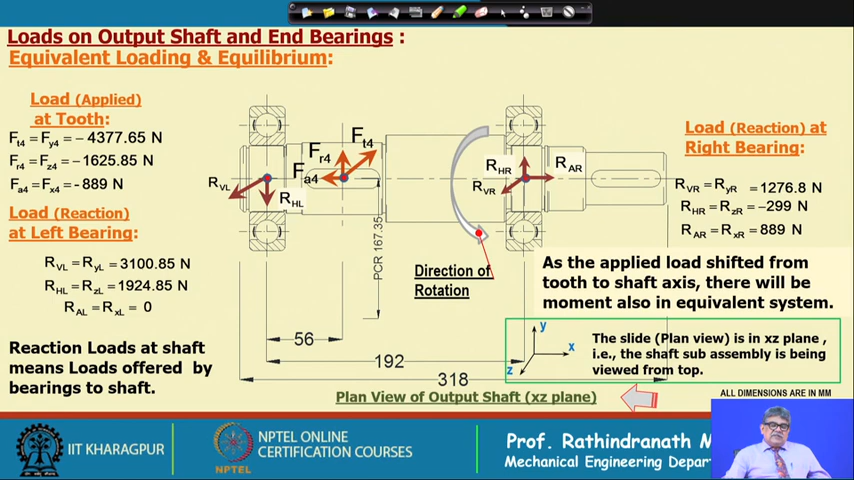 Loads on Output Shaft and End Bearings :
Equivalent Loading & Equilibrium:
Load (Applied)
at Tooth:
Ft4 = Fy4 = − 4377.65 N
Fr4 = Fz4 = −1625.85 N
Fa4 = Fx4 = - 889 N
Load (Reaction)
at Left Bearing:
RVL = RyL = 3100.85 N
RHL = RzL = 1924.85 N
RAL = RxL = 0
Reaction Loads at shaft
means Loads offered by
bearings to shaft.
Ft4
Fr4
Fa4
RVL
RHL
RHR
RAR
RVR
PCR 167.35
Direction of
Rotation
56
192
318
Plan View of Output Shaft (xz plane)
Load (Reaction) at
Right Bearing:
RVR = RyR = 1276.8 N
RHR = RzR = −299 N
RAR = RxR = 889 N
As the applied load shifted from
tooth to shaft axis, there will be
moment also in equivalent system.
y
x
z
The slide (Plan view) is in xz plane ,
i.e., the shaft sub assembly is being
viewed from top.
ALL DIMENSIONS ARE IN MM
IIT KHARAGPUR
NPTEL
NPTEL ONLINE
CERTIFICATION COURSES
Prof. Rathindranath
Mechanical Engineering